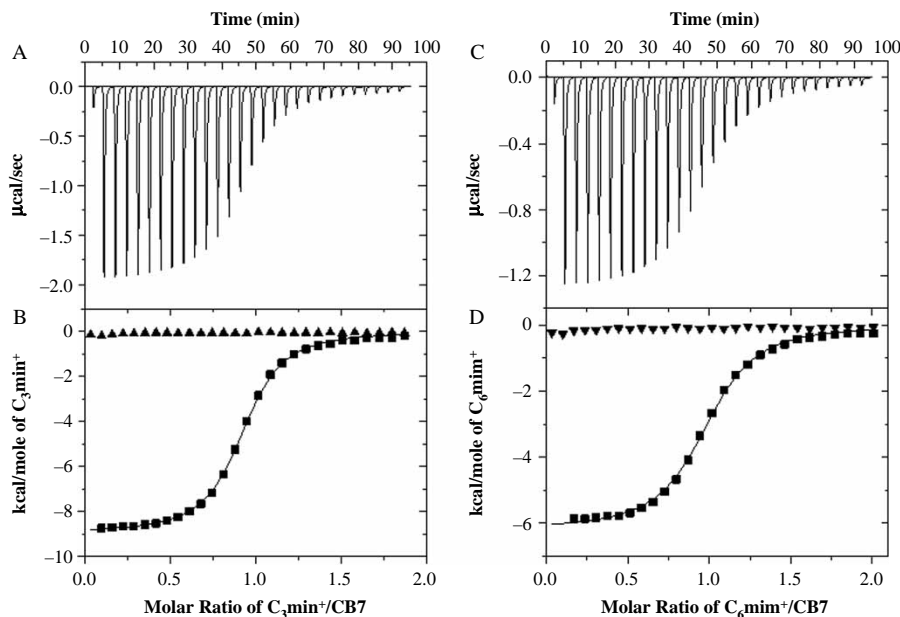 Time (min)
A
0 10 20 30 40 50 60 70 80 90 100
0.0
−0.5
−1.0
−1.5
−2.0
μcal/sec
B
0
−2
−4
−6
−8
−10
kcal/mole of C3min+
0.0 0.5 1.0 1.5 2.0
Molar Ratio of C3min+/CB7
Time (min)
C
0 10 20 30 40 50 60 70 80 90 100
0.0
−0.4
−0.8
−1.2
μcal/sec
D
0
−2
−4
−6
kcal/mole of C6mim+
0.0 0.5 1.0 1.5 2.0
Molar Ratio of C6mim+/CB7